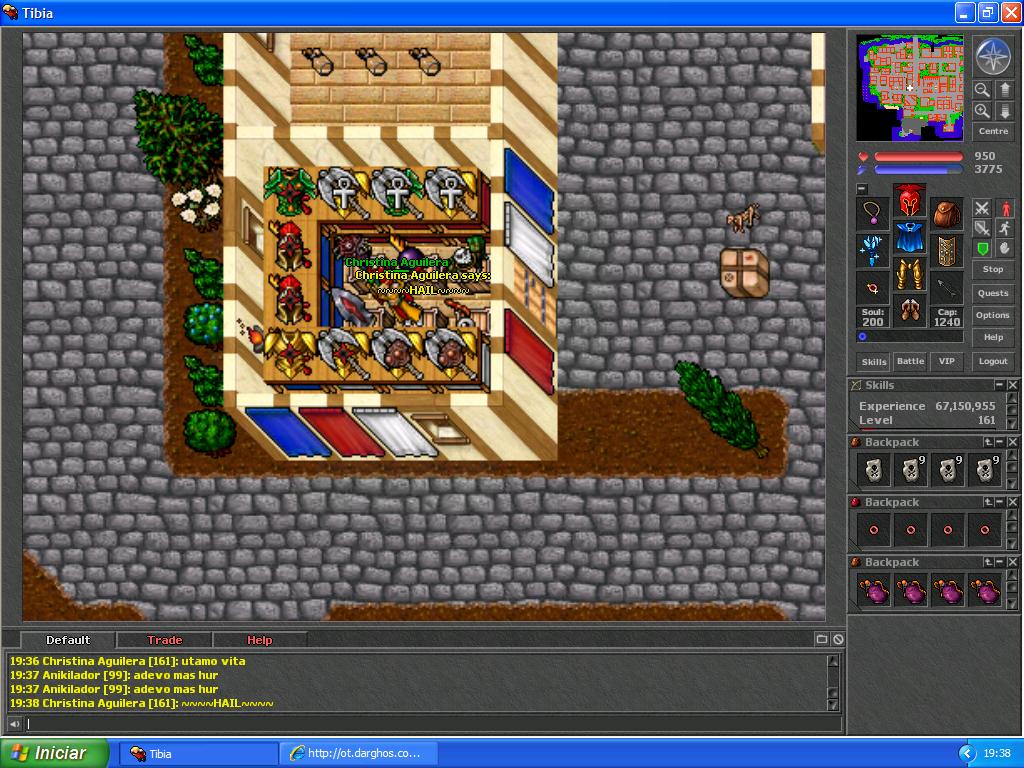 Tibia
Christina Aguilera
Christina Aguilera says:
~~~~HAIL~~~~
Centre
950
3775
Stop
Quests
Options
Help
Soul:
200
Cap:
1240
Skills
Battle
VIP
Logout
Skills
Experience 67,150,955
Level 161
Backpack
9
9
9
Backpack
Backpack
Default
Trade
Help
19:36 Christina Aguilera [161]: utamo vita
19:37 Anikilador [99]: adevo mas hur
19:37 Anikilador [99]: adevo mas hur
19:38 Christina Aguilera [161]: ~~~~HAIL~~~~
Iniciar
Tibia
http://ot.darghos.co...
19:38